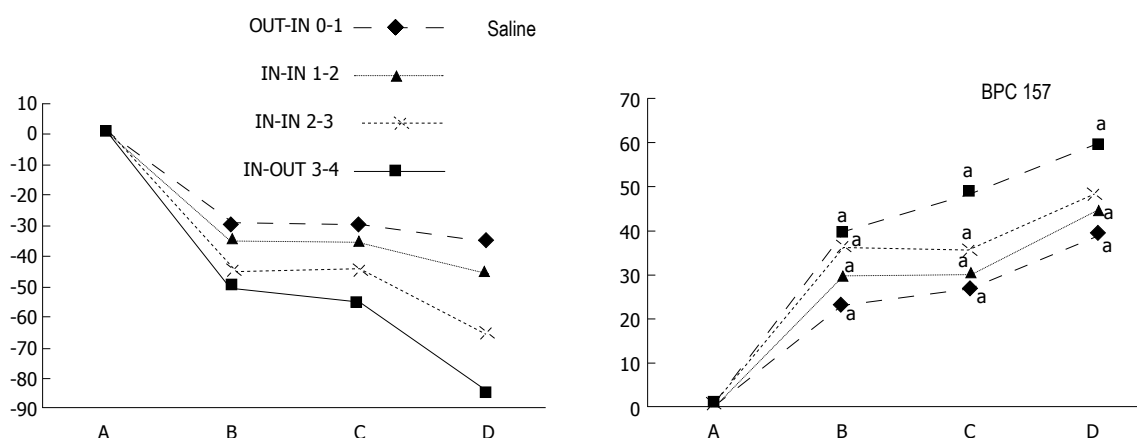 OUT-IN 0-1
Saline
IN-IN 1-2
IN-IN 2-3
IN-OUT 3-4
10
0
-10
-20
-30
-40
-50
-60
-70
-80
-90
A B C D
BPC 157
70
60
50
40
30
20
10
0
a
a
a
a
a
a
a
a
a
a
a
a
A B C D